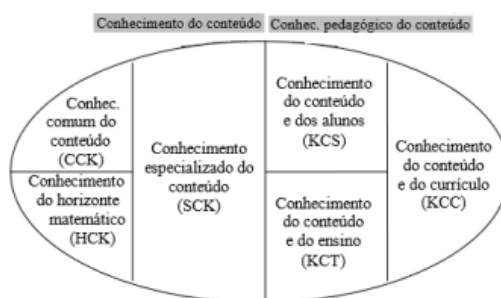 Conhecimento do conteúdo
Conhec. pedagógico do conteúdo
Conhec.
comum do
conteúdo
(CCK)
Conhecimento
do horizonte
matemático
(HCK)
Conhecimento
especializado do
conteúdo
(SCK)
Conhecimento
do conteúdo
e dos alunos
(KCS)
Conhecimento
do conteúdo
e do ensino
(KCT)
Conhecimento
do conteúdo
e do currículo
(KCC)